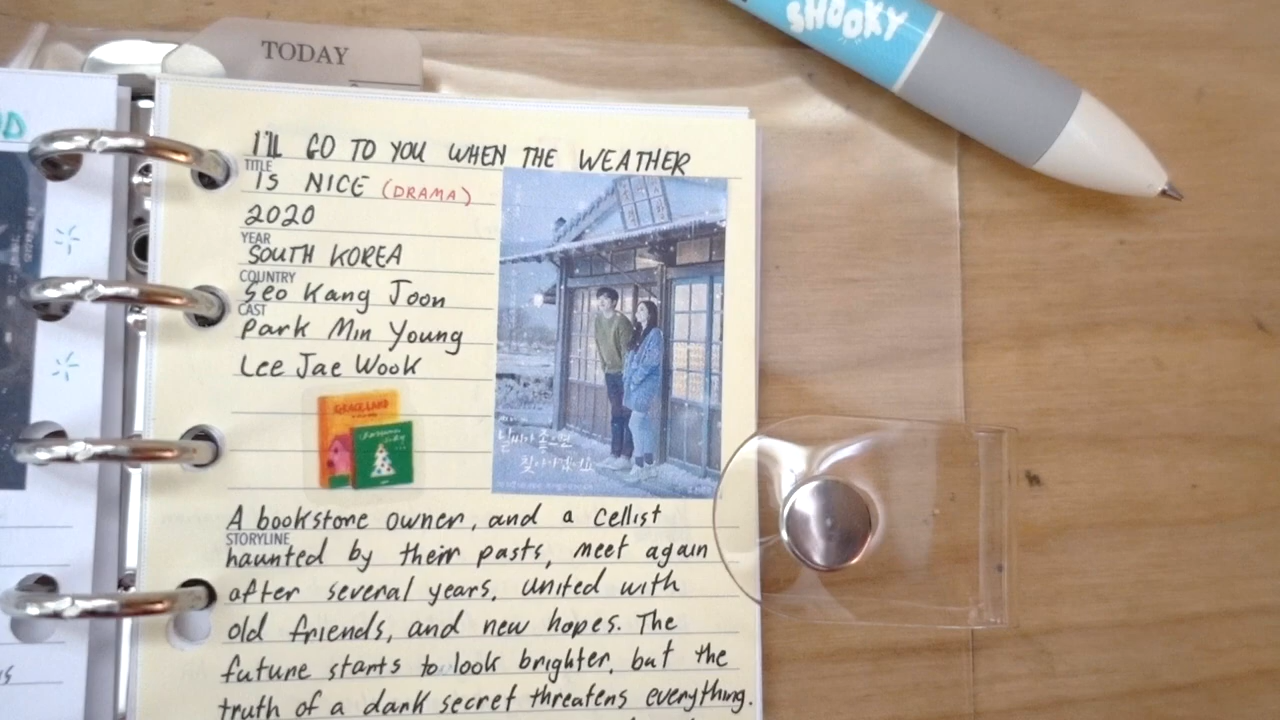 SHOOKY
TODAY
I'LL GO TO YOU WHEN THE WEATHER
TITLE
IS NICE (DRAMA)
2020
YEAR
SOUTH KOREA
COUNTRY
Seo Kang Joon
CAST
Park Min Young
Lee Jae Wook
GRACELAND
날씨가 좋으면
찾아가겠어요
A bookstore owner, and a cellist
STORYLINE
haunted by their pasts, meet again
after several years, united with
old friends, and new hopes. The
future starts to look brighter, but the
truth of a dark secret threatens everything.